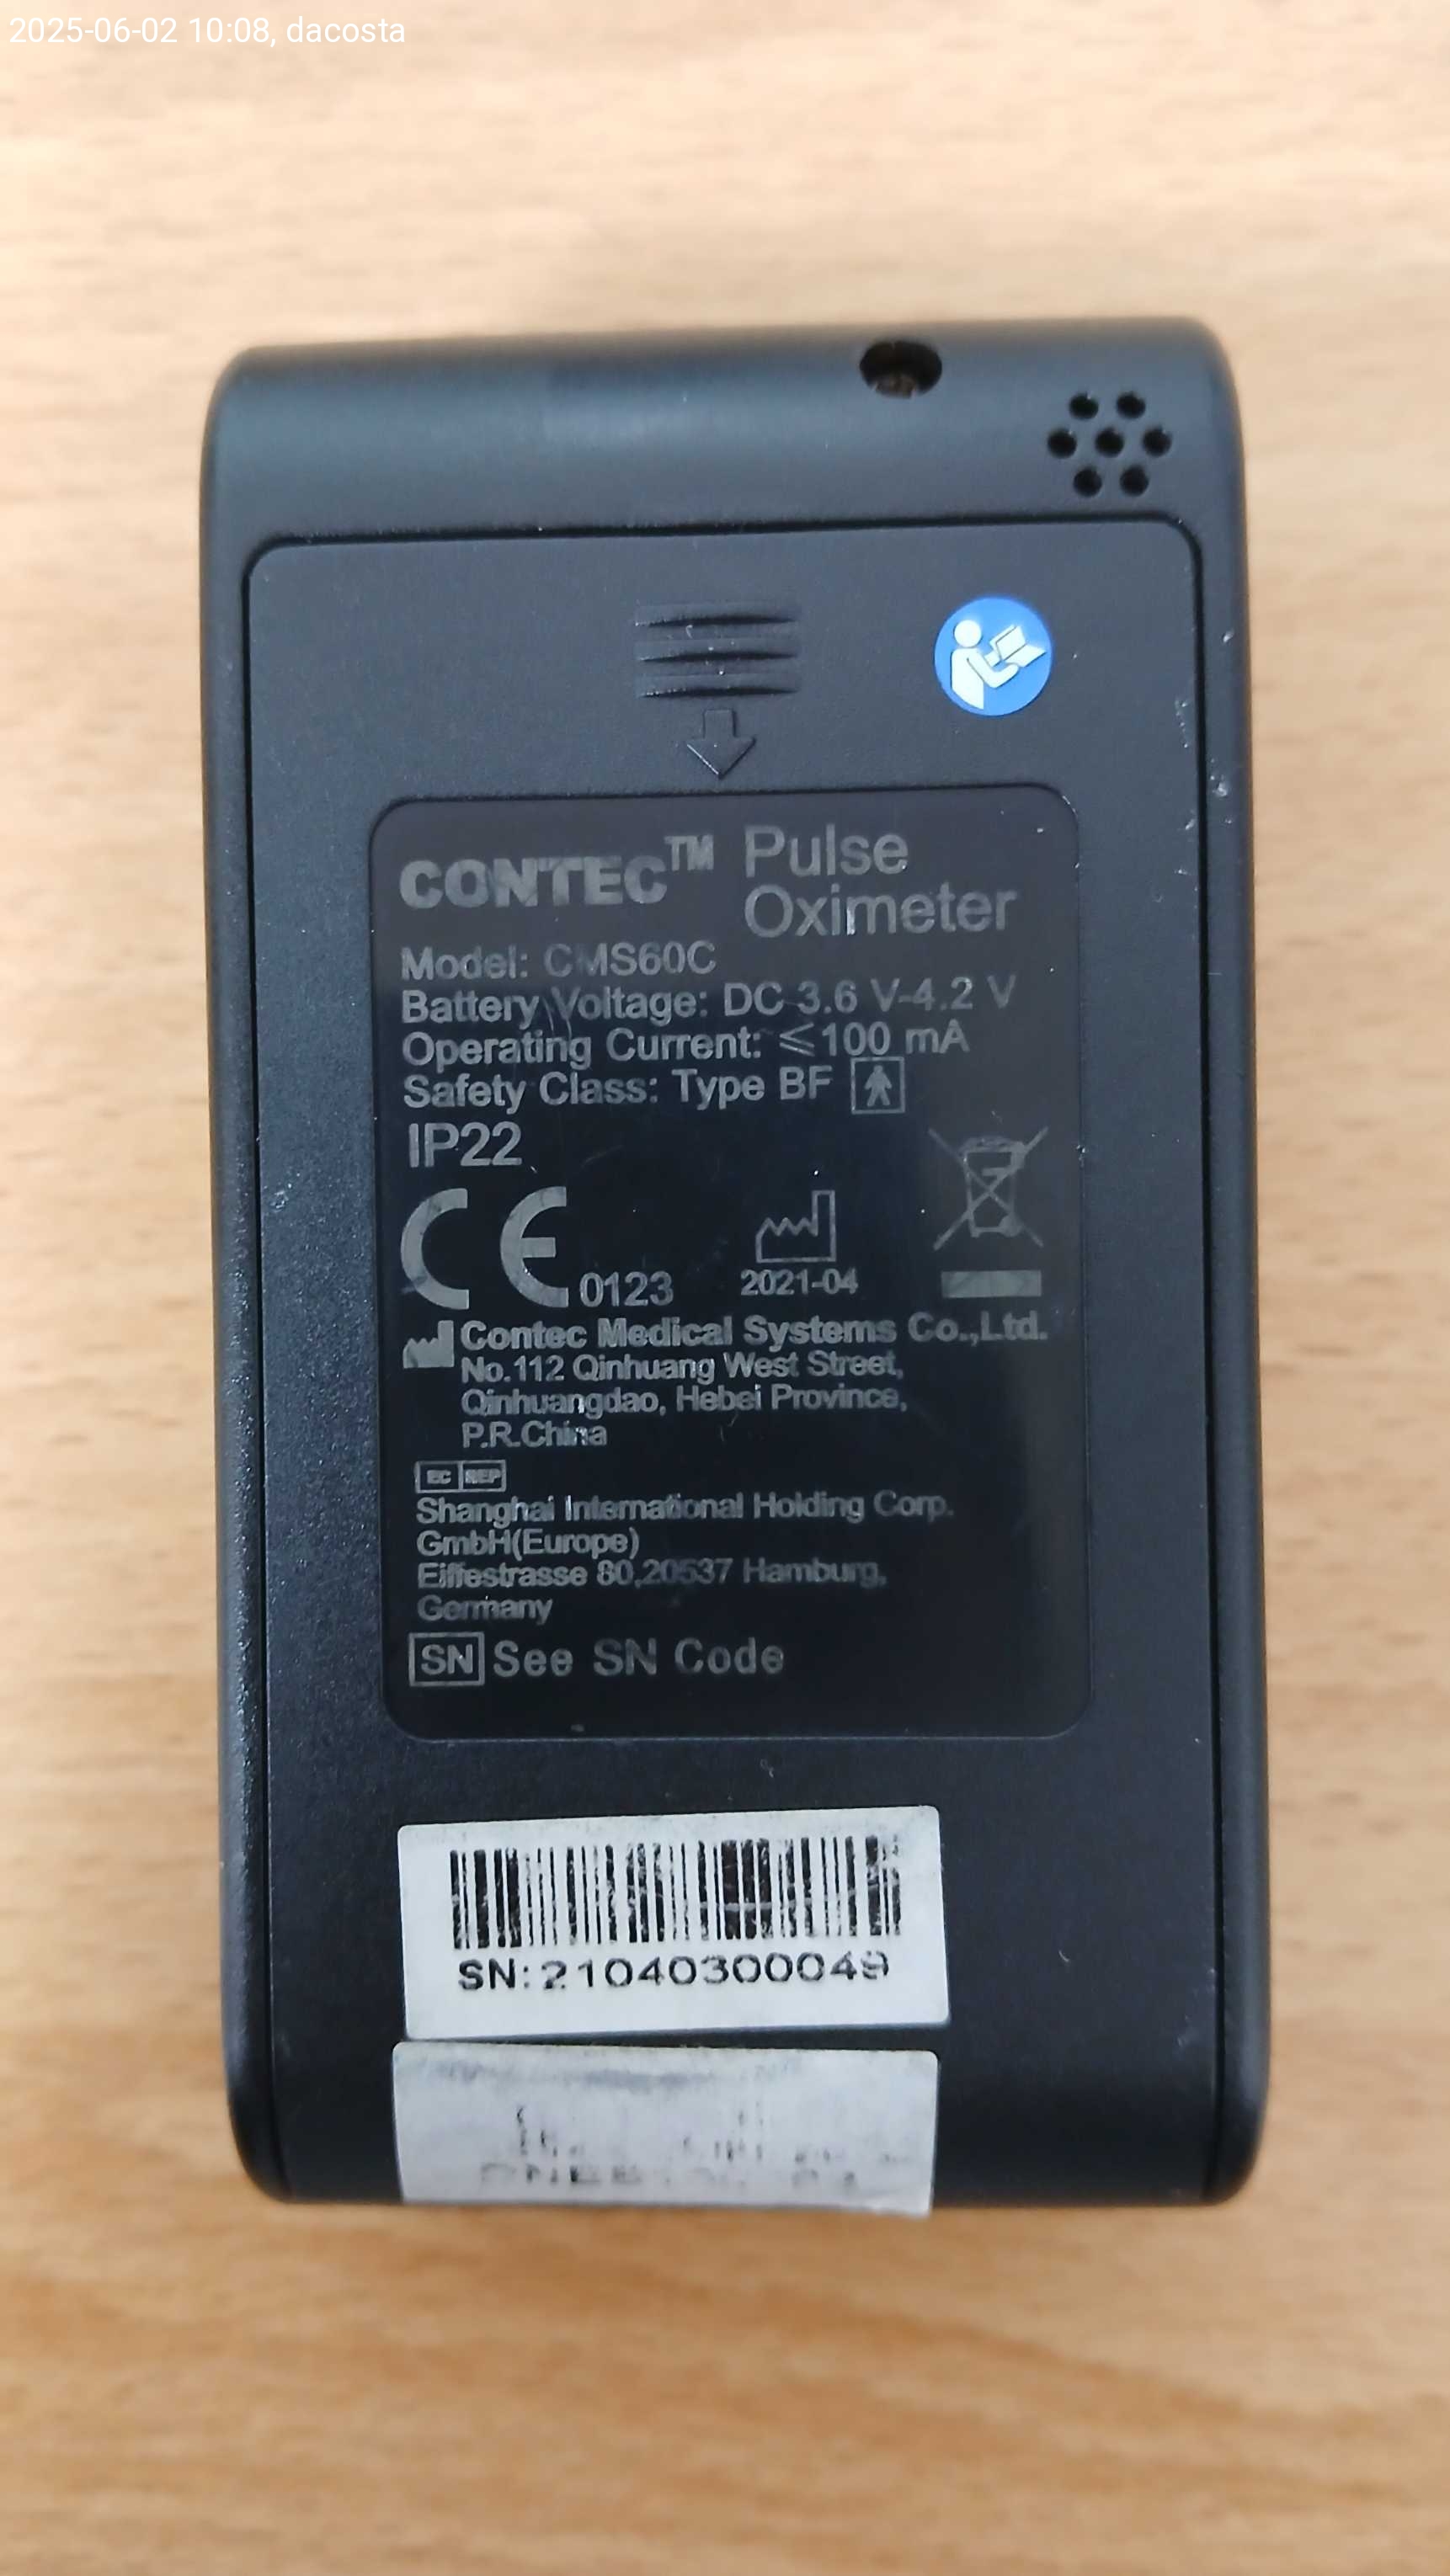 2025-06-02 10:08, dacosta
CONTEC™ Pulse Oximeter
Model: CMS60C
Battery Voltage: DC 3.6 V-4.2 V
Operating Current: ≤100 mA
Safety Class: Type BF
IP22
CE 0123
2021-04
Contec Medical Systems Co.,Ltd.
No.112 Qinhuang West Street,
Qinhuangdao, Hebei Province,
P.R.China
EC REP
Shanghai International Holding Corp.
GmbH(Europe)
Eiffestrasse 80,20537 Hamburg,
Germany
SN See SN Code
SN:21040300049